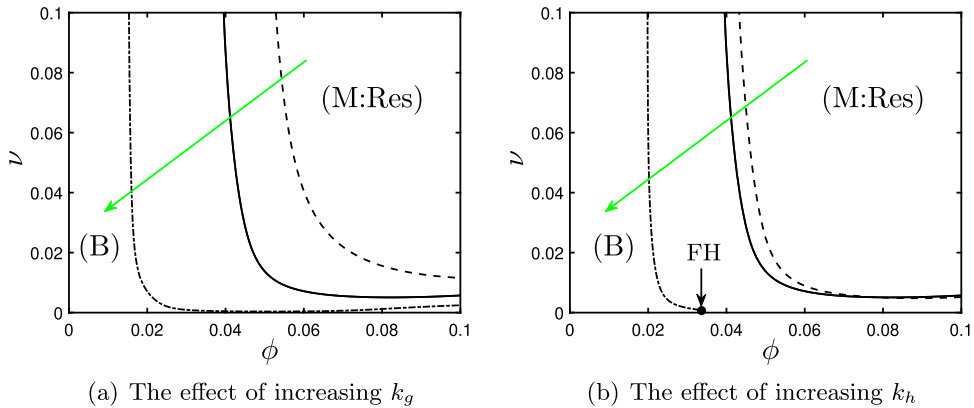 0.1
0.08
0.06
0.04
0.02
0
ν
(M:Res)
(B)
0 0.02 0.04 0.06 0.08 0.1
ϕ
(a) The effect of increasing k_g
0.1
0.08
0.06
0.04
0.02
0
ν
(M:Res)
(B)
FH
0 0.02 0.04 0.06 0.08 0.1
ϕ
(b) The effect of increasing k_h